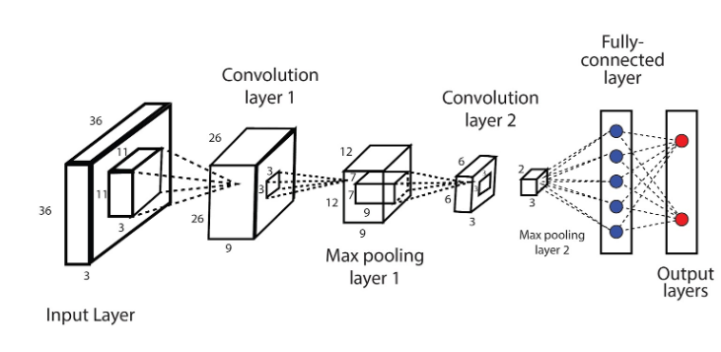 Fully-
connected
layer
Convolution
layer 1
Convolution
layer 2
36
11
11
3
36
3
26
3
3
26
9
12
7
7
12
9
9
6
6
3
2
3
Max pooling
layer 2
Max pooling
layer 1
Output
layers
Input Layer